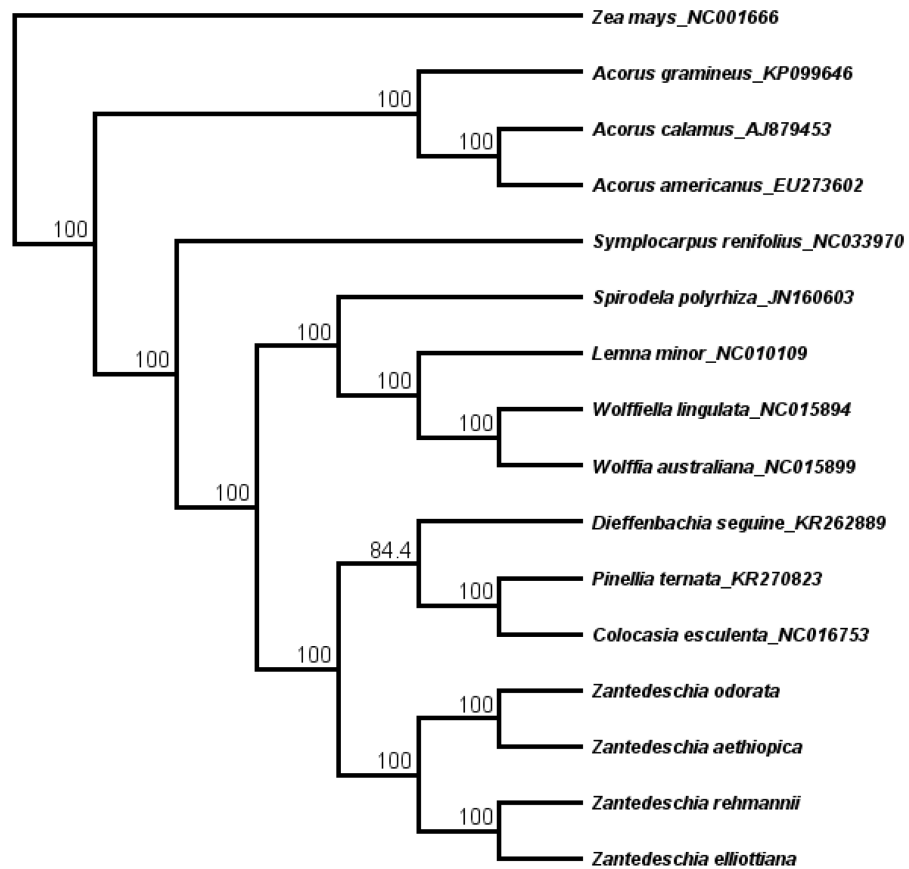 Zea mays_NC001666
Acorus gramineus_KP099646
100
Acorus calamus_AJ879453
100
Acorus americanus_EU273602
100
Symplocarpus renifolius_NC033970
Spirodela polyrhiza_JN160603
100
Lemna minor_NC010109
100
100
Wolffiella lingulata_NC015894
100
Wolffia australiana_NC015899
100
Dieffenbachia seguine_KR262889
84.4
Pinellia ternata_KR270823
100
Colocasia esculenta_NC016753
100
Zantedeschia odorata
100
Zantedeschia aethiopica
100
Zantedeschia rehmannii
100
Zantedeschia elliottiana